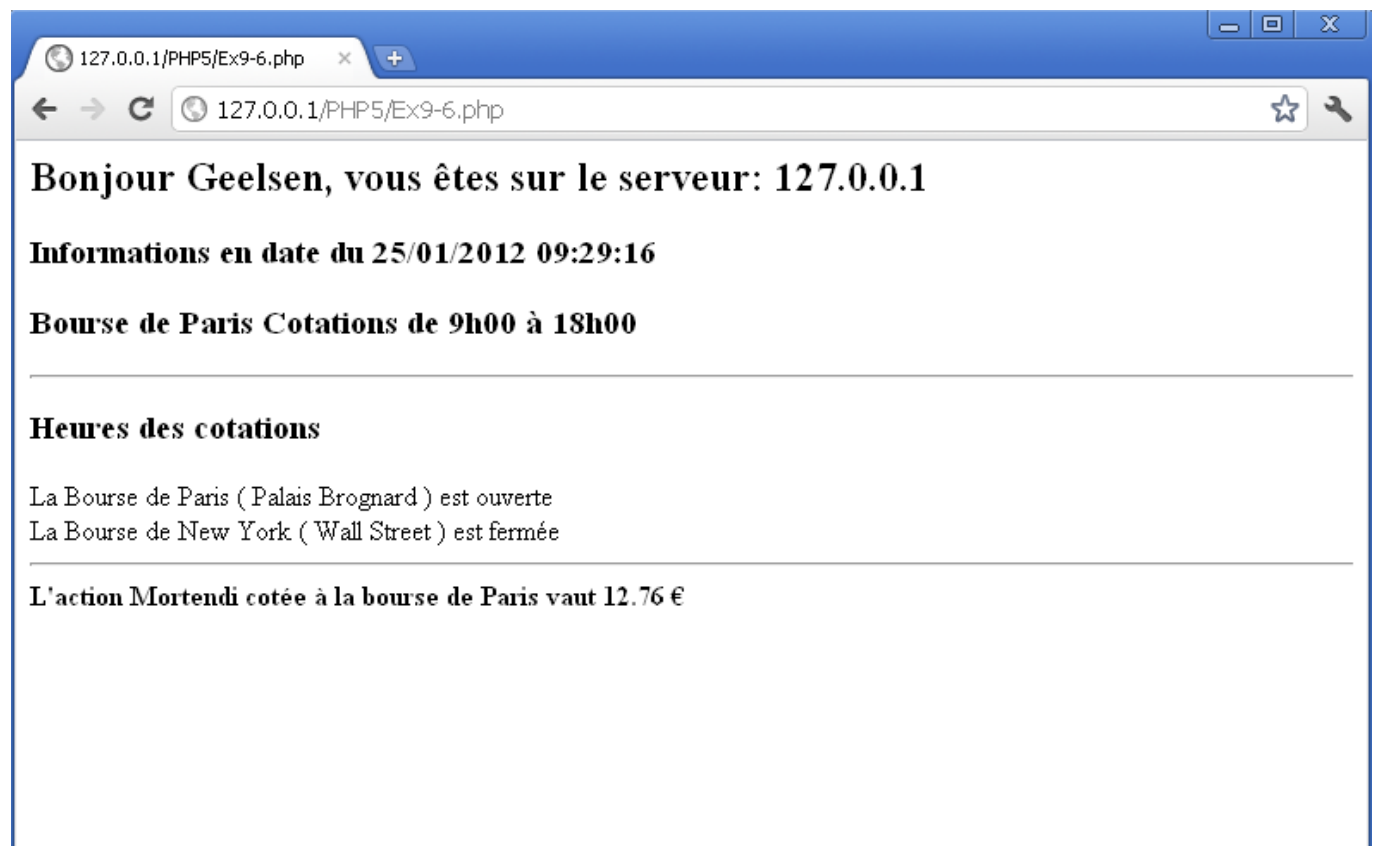 127.0.0.1/PHP5/Ex9-6.php
127.0.0.1/PHP5/Ex9-6.php
Bonjour Geelsen, vous êtes sur le serveur: 127.0.0.1
Informations en date du 25/01/2012 09:29:16
Bourse de Paris Cotations de 9h00 à 18h00
Heures des cotations
La Bourse de Paris ( Palais Brognard ) est ouverte
La Bourse de New York ( Wall Street ) est fermée
L'action Mortendi cotée à la bourse de Paris vaut 12.76 €